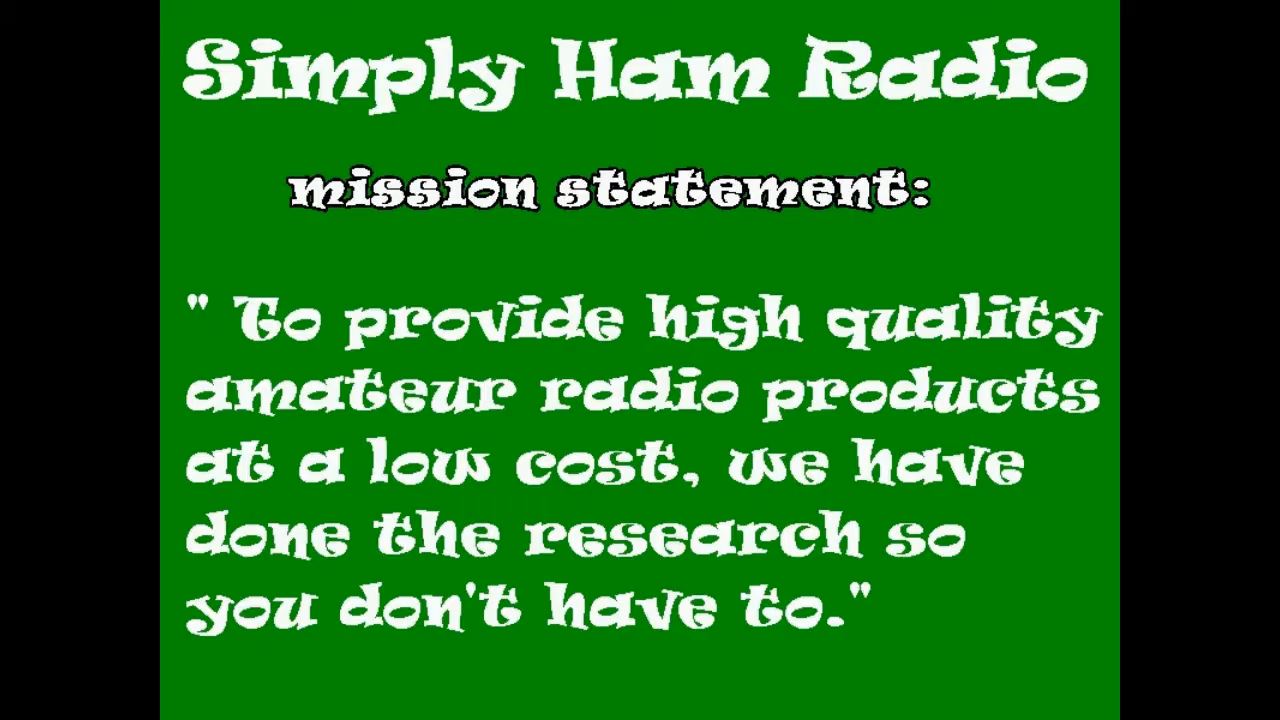 Simply Ham Radio
mission statement:
" To provide high quality
amateur radio products
at a low cost, we have
done the research so
you don't have to."